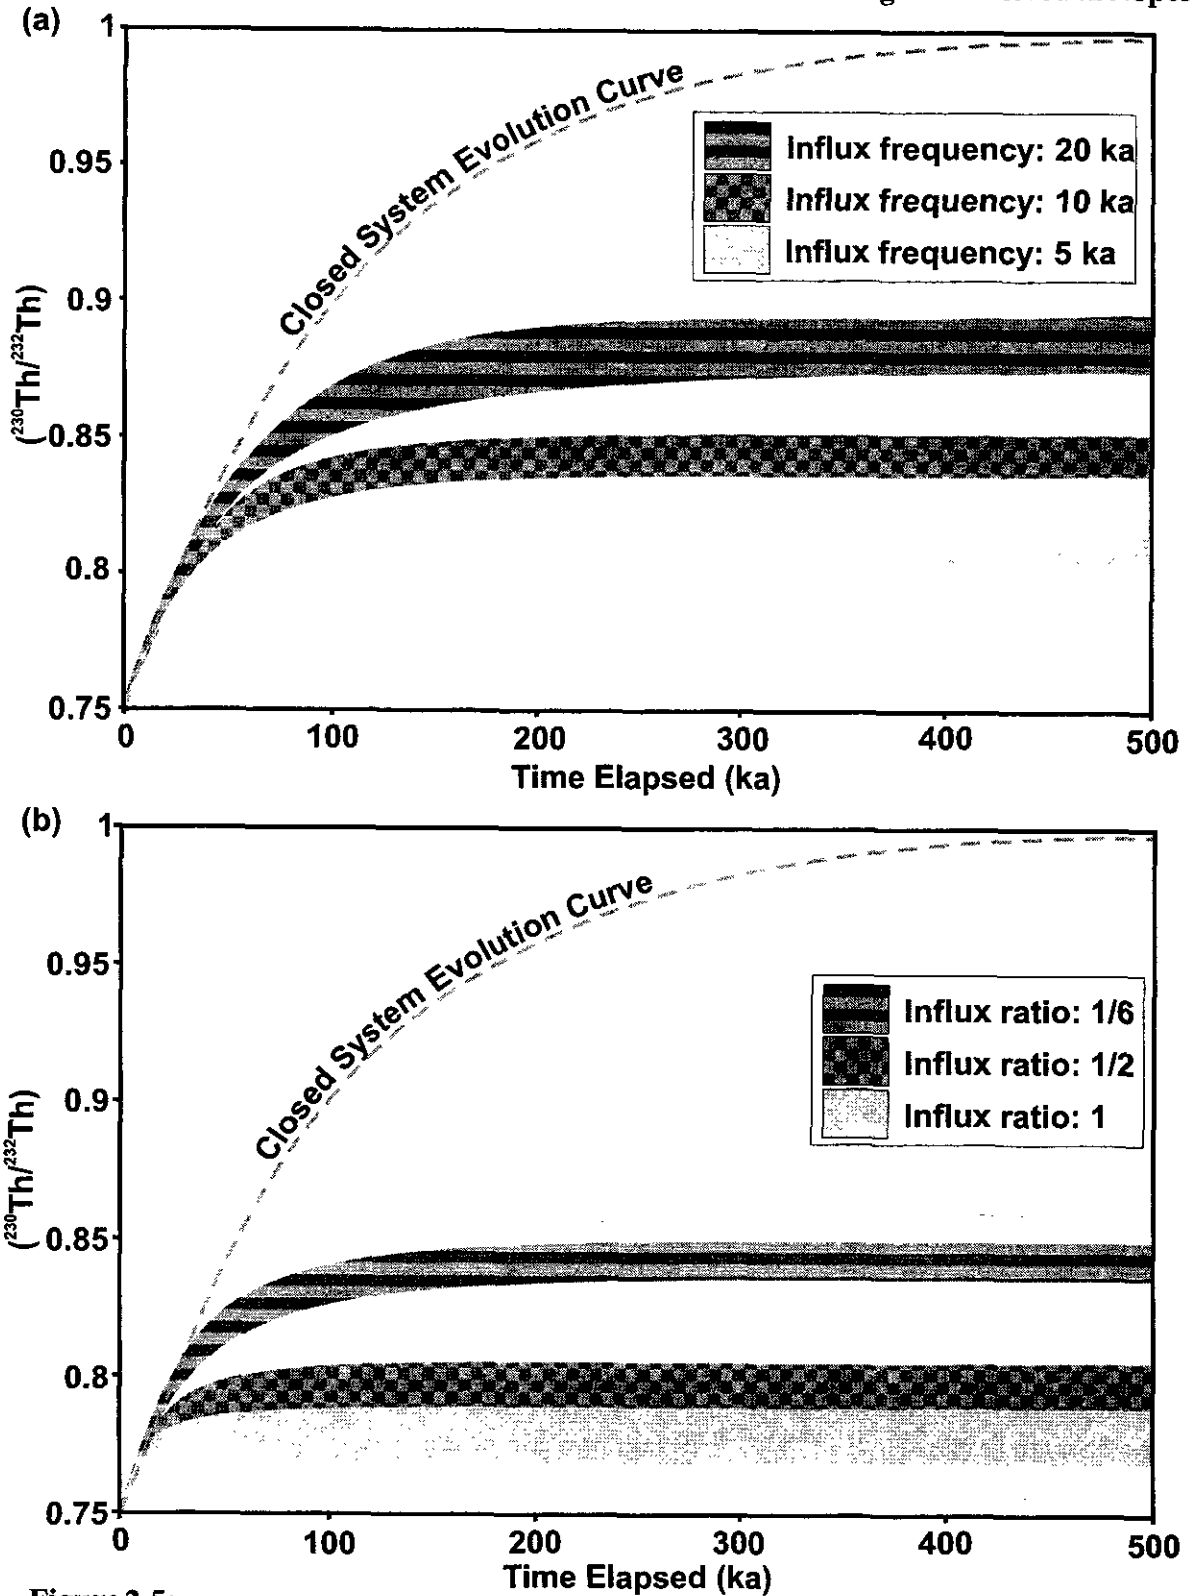 (a)
1
0.95
0.9
0.85
0.8
0.75
(²³⁰Th/²³²Th)
Closed System Evolution Curve
Influx frequency: 20 ka
Influx frequency: 10 ka
Influx frequency: 5 ka
0 100 200 300 400 500
Time Elapsed (ka)
(b)
1
0.95
0.9
0.85
0.8
0.75
(²³⁰Th/²³²Th)
Closed System Evolution Curve
Influx ratio: 1/6
Influx ratio: 1/2
Influx ratio: 1
0 100 200 300 400 500
Time Elapsed (ka)